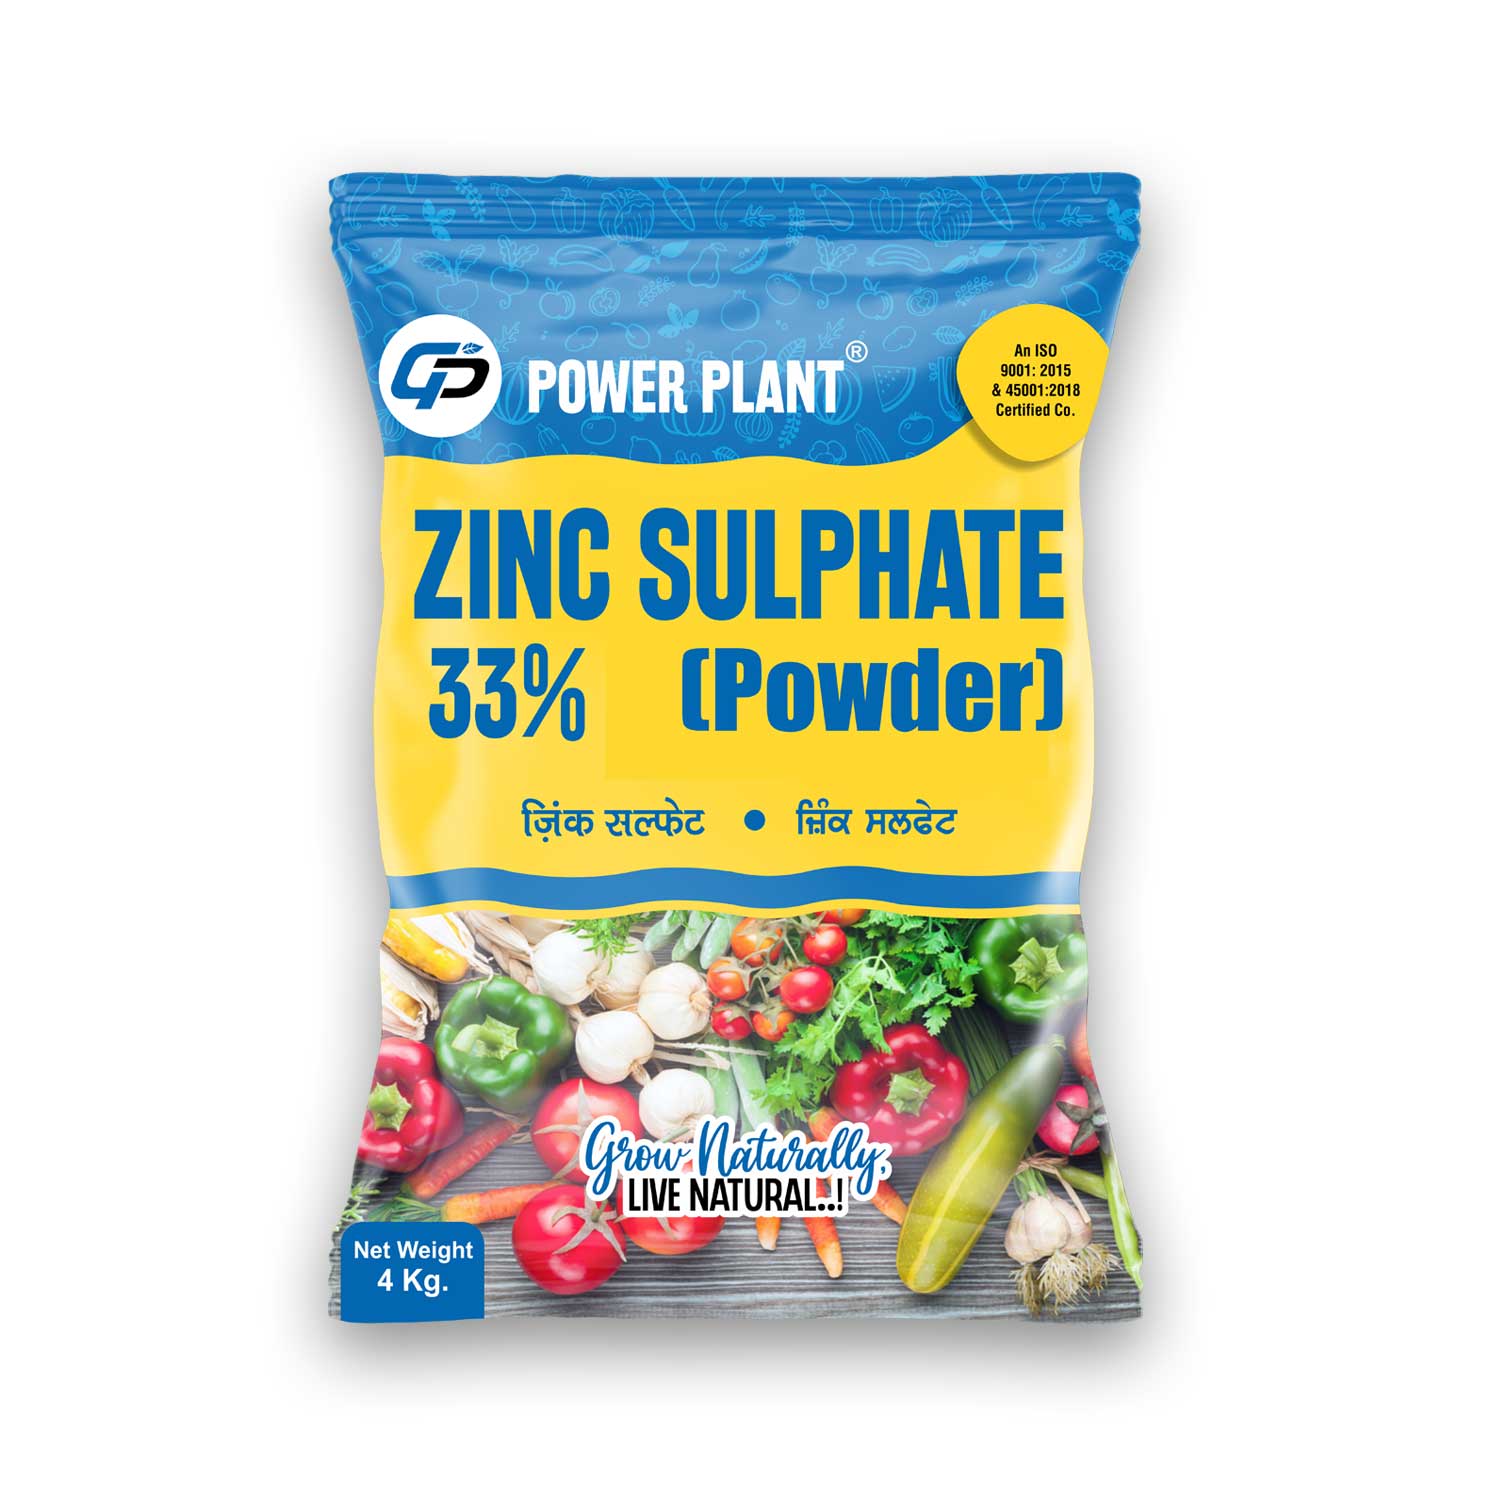 GP POWER PLANT®
An ISO
9001: 2015
& 45001:2018
Certified Co.
ZINC SULPHATE
33% (Powder)
ज़िंक सल्फेट • ਜ਼ਿੰਕ ਸਲਫੇਟ
Grow Naturally,
LIVE NATURAL..!
Net Weight
4 Kg.